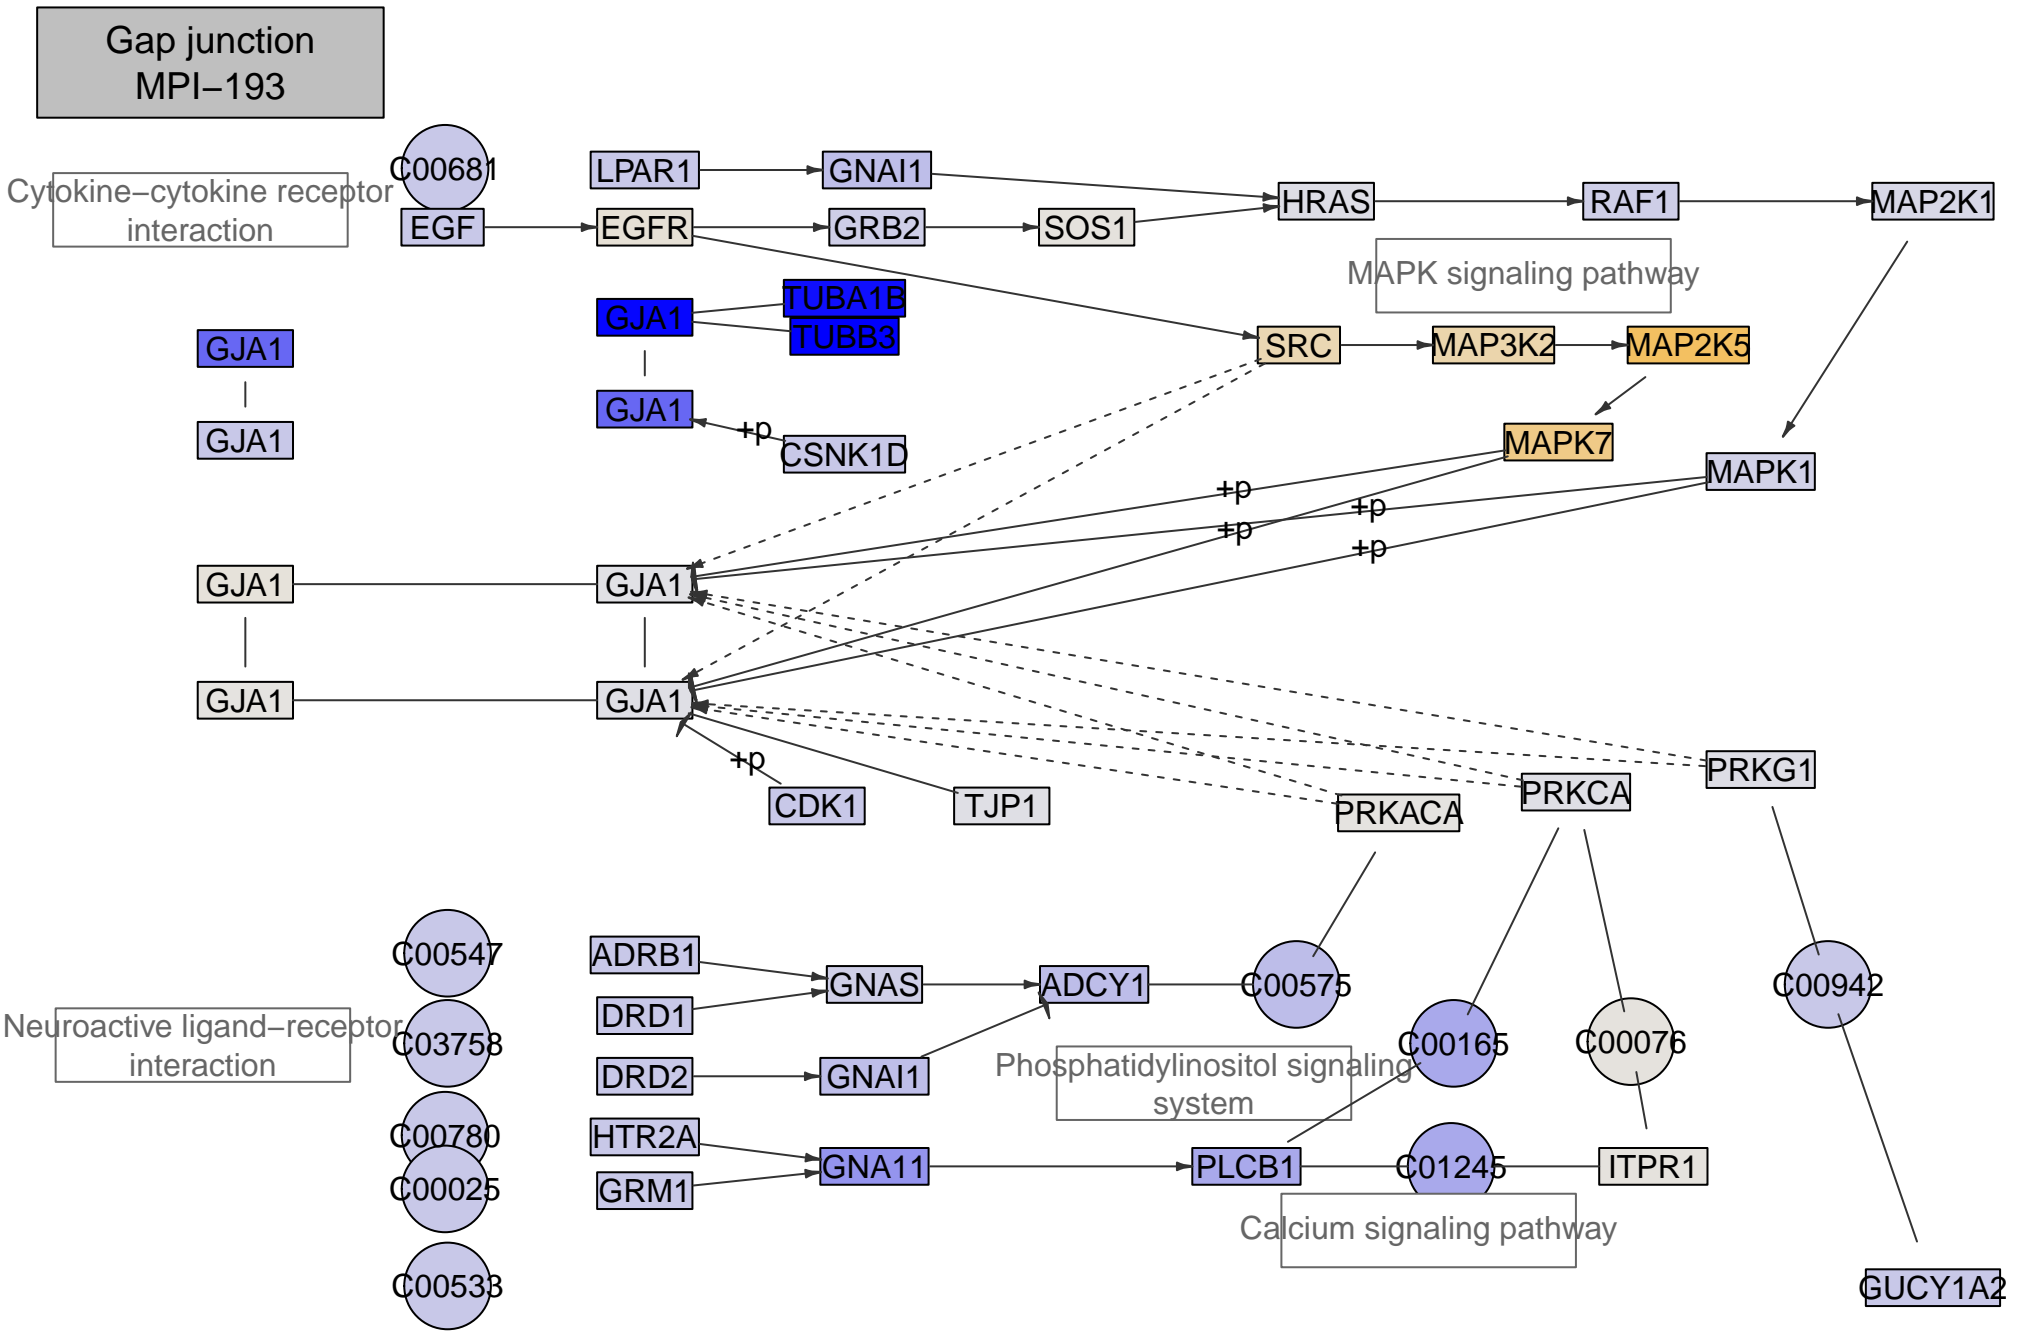 Gap junction
MPI−193
C00681
LPAR1
GNAI1
Cytokine−cytokine receptor
interaction
HRAS
RAF1
MAP2K1
EGF
EGFR
GRB2
SOS1
MAPK signaling pathway
TUBA1B
GJA1
TUBB3
GJA1
SRC
MAP3K2
MAP2K5
GJA1
+p
GJA1
CSNK1D
MAPK7
MAPK1
+p
+p
+p
+p
GJA1
GJA1
GJA1
GJA1
+p
CDK1
TJP1
PRKACA
PRKCA
PRKG1
C00547
ADRB1
GNAS
ADCY1
C00575
C00942
DRD1
Neuroactive ligand−receptor
interaction
C03758
C00165
C00076
DRD2
GNAI1
Phosphatidylinositol signaling
system
C00780
HTR2A
GNA11
PLCB1
C01245
ITPR1
C00025
GRM1
Calcium signaling pathway
C00533
GUCY1A2